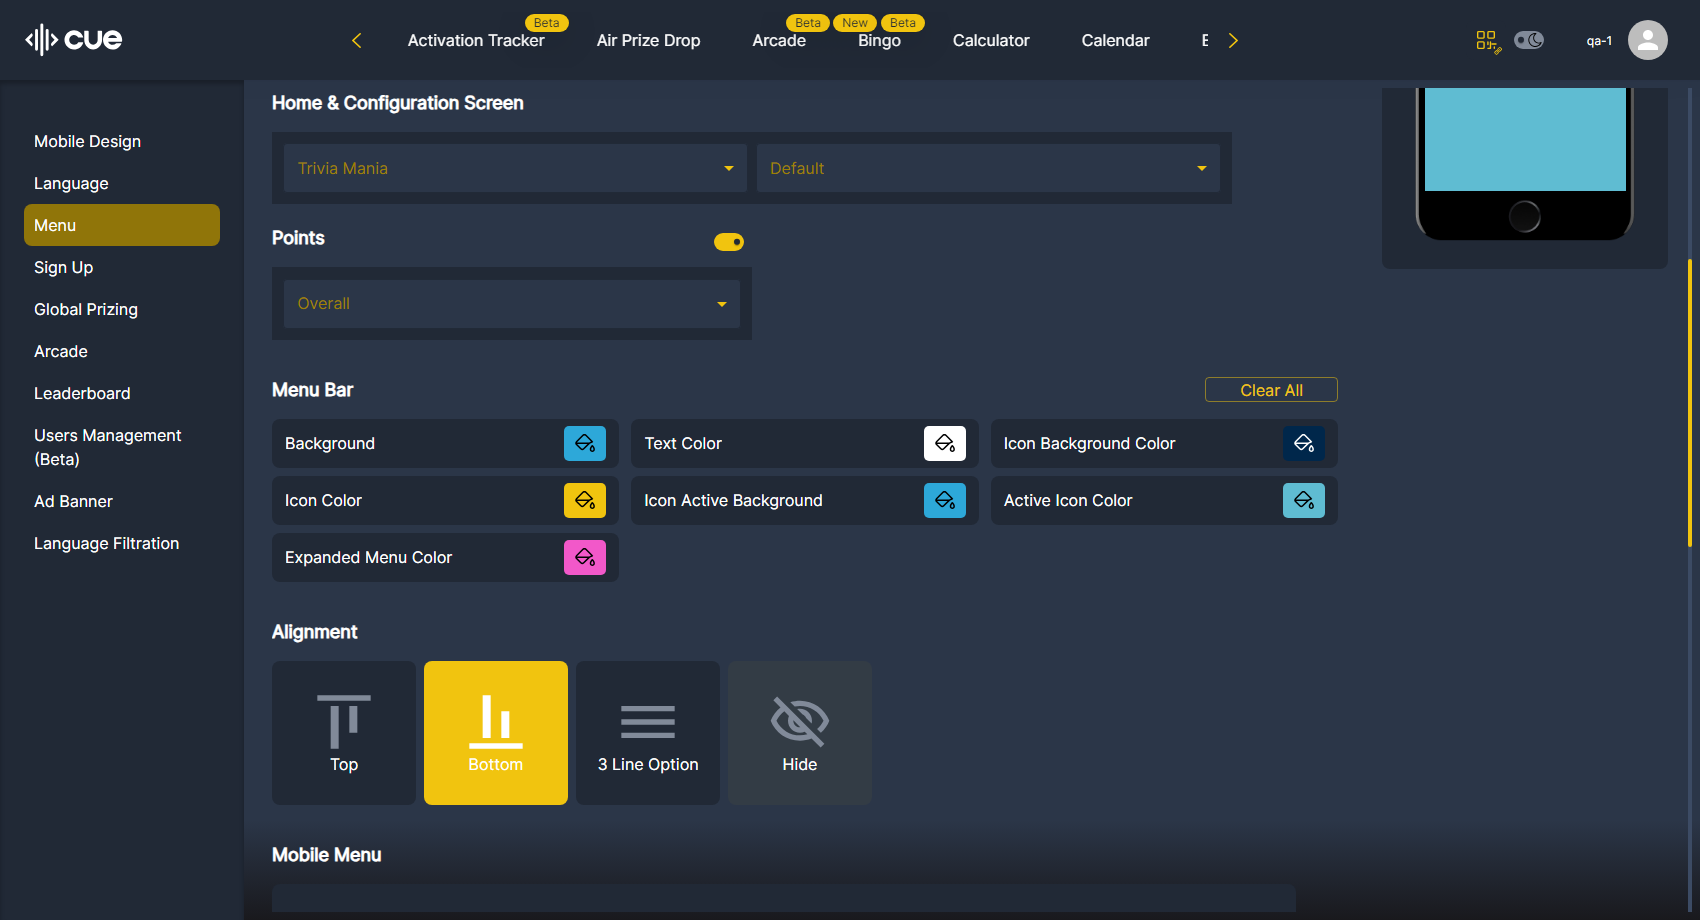 cue
Beta Beta New Beta
Activation Tracker Air Prize Drop Arcade Bingo Calculator Calendar
qa-1
Mobile Design
Language
Menu
Sign Up
Global Prizing
Arcade
Leaderboard
Users Management
(Beta)
Ad Banner
Language Filtration
Home & Configuration Screen
Trivia Mania Default
Points
Overall
Menu Bar Clear All
Background Text Color Icon Background Color
Icon Color Icon Active Background Active Icon Color
Expanded Menu Color
Alignment
Top Bottom 3 Line Option Hide
Mobile Menu